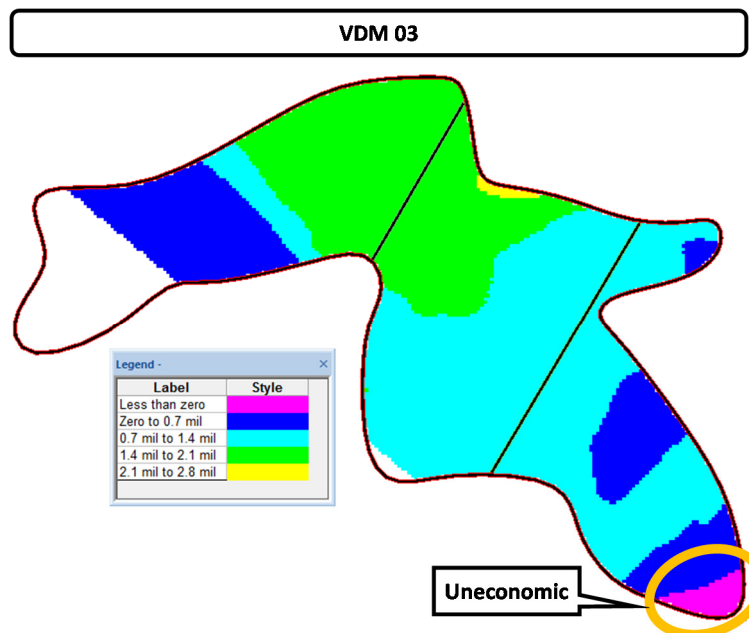 VDM 03
Legend -
Label Style
Less than zero
Zero to 0.7 mil
0.7 mil to 1.4 mil
1.4 mil to 2.1 mil
2.1 mil to 2.8 mil
Uneconomic